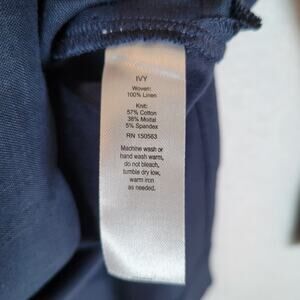 IVY
Woven:
100% Linen
Knit:
57% Cotton
38% Modal
5% Spandex
RN 150563
Machine wash or
hand wash warm,
do not bleach,
tumble dry low,
warm iron
as needed.